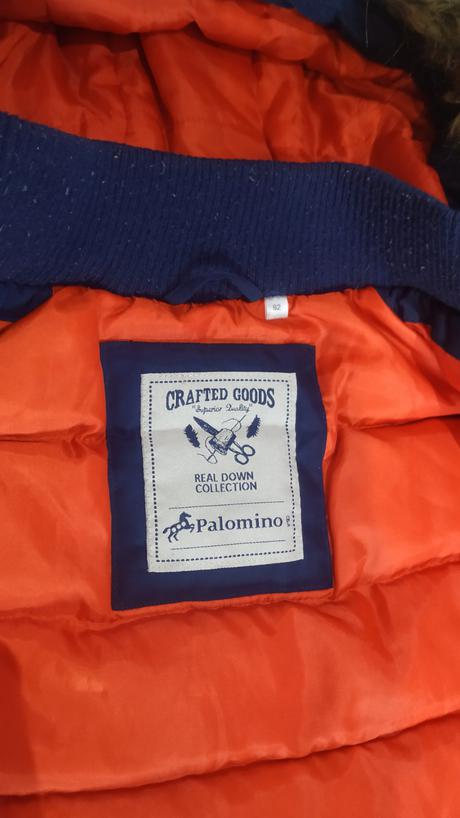 92
CRAFTED GOODS
"Superior Quality"
REAL DOWN
COLLECTION
Palomino